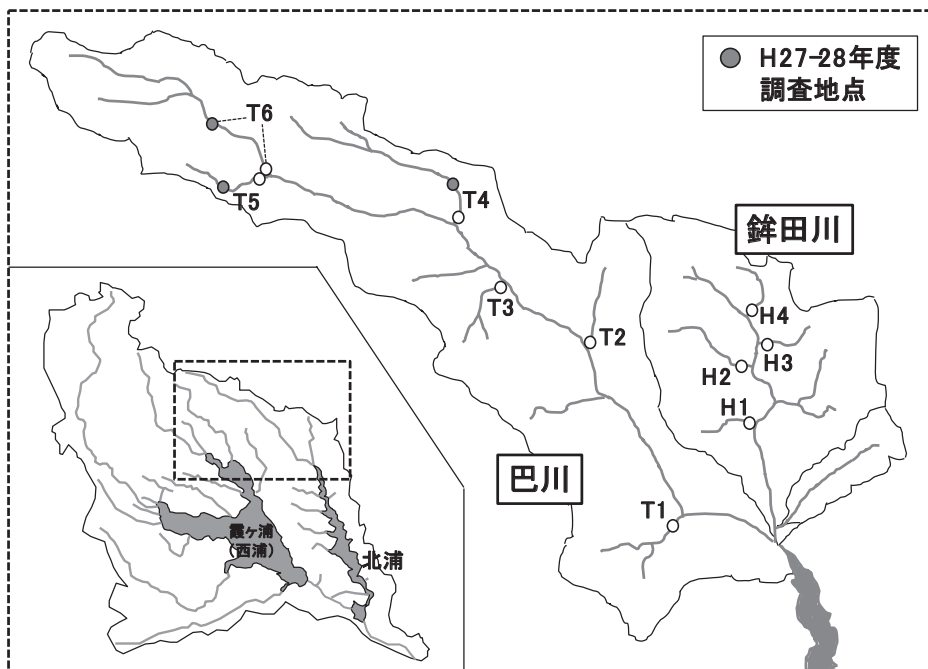 H27-28年度
調査地点
T6
T5
T4
鉾田川
T3
T2
H4
H3
H2
H1
巴川
T1
霞ヶ浦
(西浦)
北浦